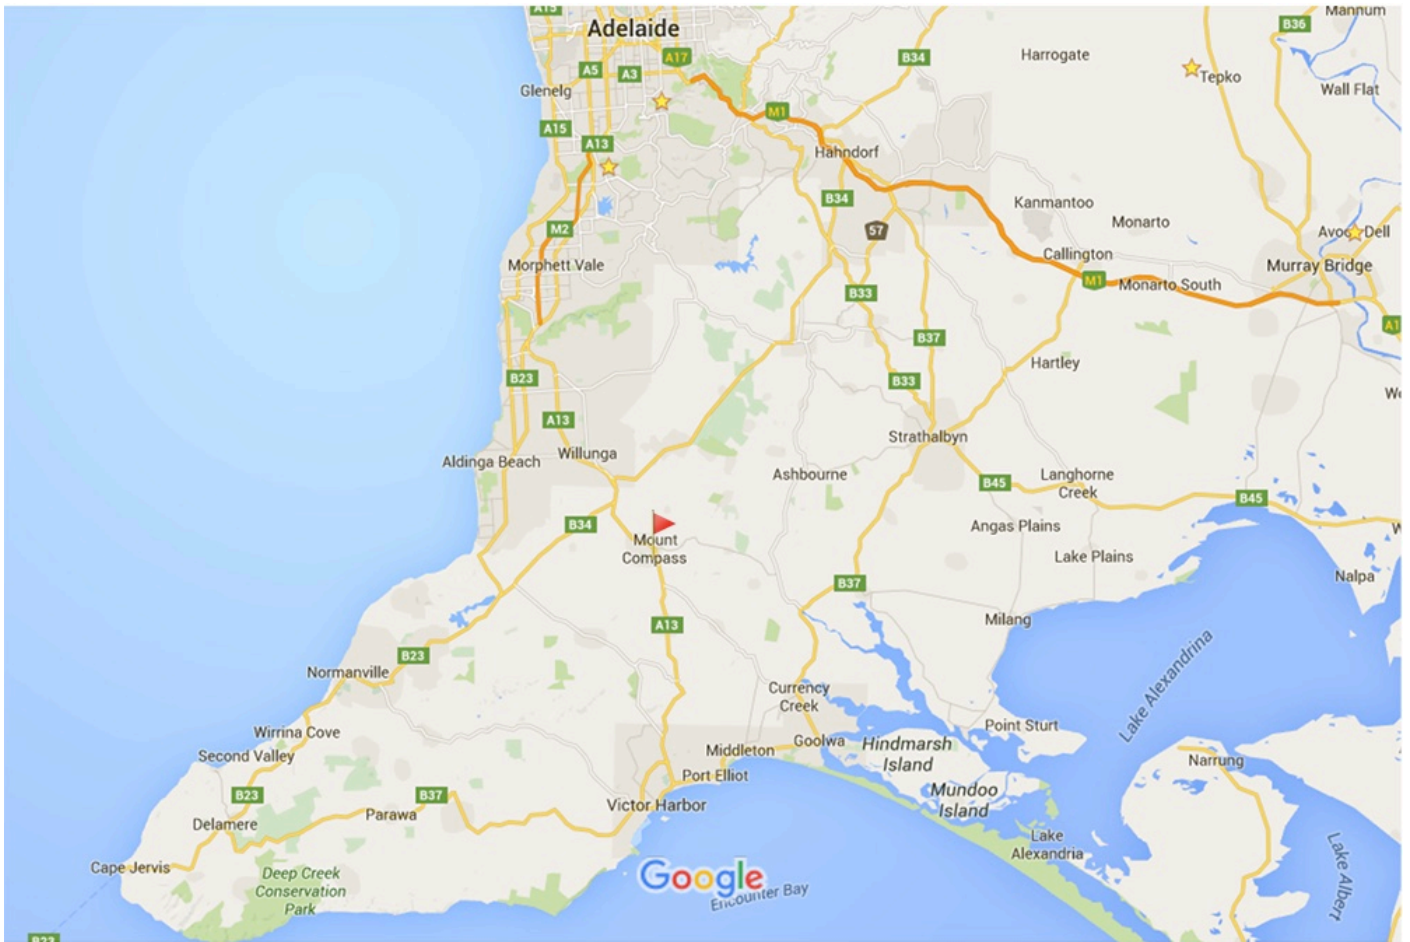 A15
Adelaide
B36
Mannum
A17
B34
Harrogate
A5
A3
Tepko
Glenelg
Wall Flat
M1
A15
A13
Hahndorf
B34
Kanmantoo
Monarto
57
M2
Avoc Dell
Callington
Morphett Vale
Murray Bridge
M1
Monarto South
B33
A1
B37
Hartley
B23
B33
A13
Strathalbyn
Willunga
Aldinga Beach
Ashbourne
Langhorne
Creek
B45
B45
B34
Angas Plains
Mount
Compass
Lake Plains
Nalpa
B37
Milang
A13
B23
Normanville
Lake Alexandrina
Currency
Creek
Point Sturt
Wirrina Cove
Second Valley
Goolwa
Hindmarsh
Island
Middleton
Narrung
Port Elliot
B23
B37
Mundoo
Island
Victor Harbor
Parawa
Delamere
Lake
Alexandria
Cape Jervis
Deep Creek
Conservation
Park
Google
Encounter Bay
Lake Albert
B23